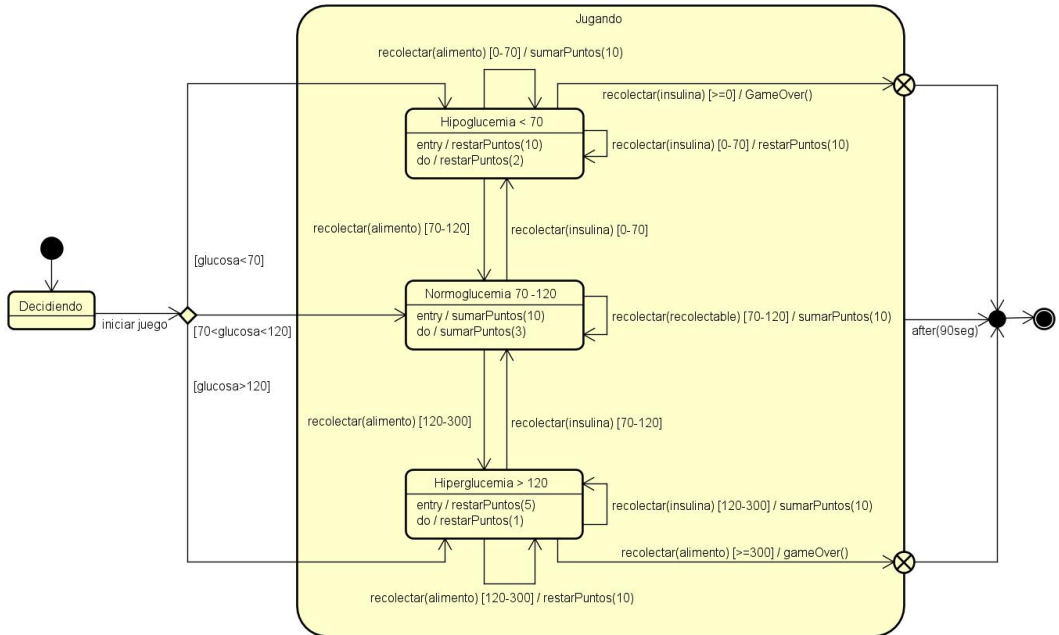 Jugando
recolectar(alimento) [0-70] / sumarPuntos(10)
recolectar(insulina) [>=0] / GameOver()
Hipoglucemia < 70
entry / restarPuntos(10)
do / restarPuntos(2)
recolectar(insulina) [0-70] / restarPuntos(10)
recolectar(alimento) [70-120]
recolectar(insulina) [0-70]
[glucosa<70]
Decidiendo
iniciar juego
[70<glucosa<120]
Normoglucemia 70 -120
entry / sumarPuntos(10)
do / sumarPuntos(3)
recolectar(recolectable) [70-120] / sumarPuntos(10)
after(90seg)
[glucosa>120]
recolectar(alimento) [120-300]
recolectar(insulina) [70-120]
Hiperglucemia > 120
entry / restarPuntos(5)
do / restarPuntos(1)
recolectar(insulina) [120-300] / sumarPuntos(10)
recolectar(alimento) [>=300] / gameOver()
recolectar(alimento) [120-300] / restarPuntos(10)